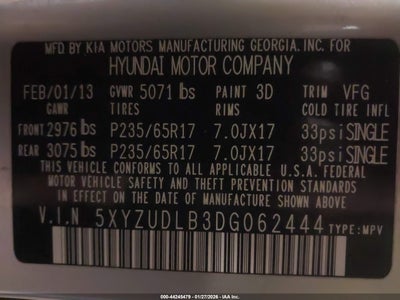 MFD.BY KIA MOTORS MANUFACTURING GEORGIA.INC. FOR
HYUNDAI MOTOR COMPANY
FEB/01/13 GVWR 5071 lbs PAINT 3D TRIM VFG
GAWR TIRES RIMS COLD TIRE INFL
FRONT 2976 lbs P235/65R17 7.0JX17 33psi SINGLE
REAR 3075 lbs P235/65R17 7.0JX17 33psi SINGLE
THIS VEHICLE CONFORMS TO ALL APPLICABLE U.S.A. FEDERAL
MOTOR VEHICLE SAFETY AND THEFT PREVENTION STANDARDS
IN EFFECT ON THE DATE OF MANUFACTURE SHOWN ABOVE.
V.I.N 5XYZUDLB3DG062444 TYPE:MPV
000-44245479 - 01/27/2026 - IAA Inc.